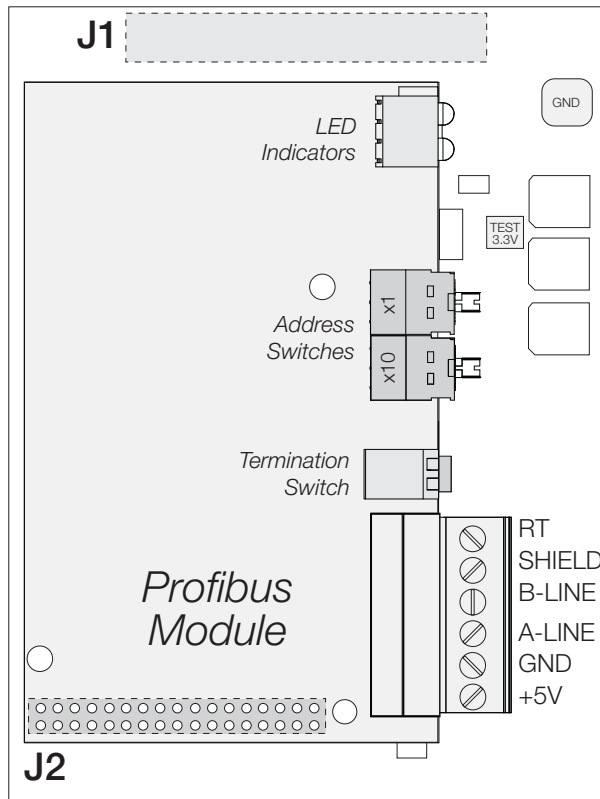 J1
GND
LED
Indicators
TEST
3.3V
x1
Address
Switches
x10
Termination
Switch
RT
SHIELD
B-LINE
Profibus
Module
A-LINE
GND
+5V
J2